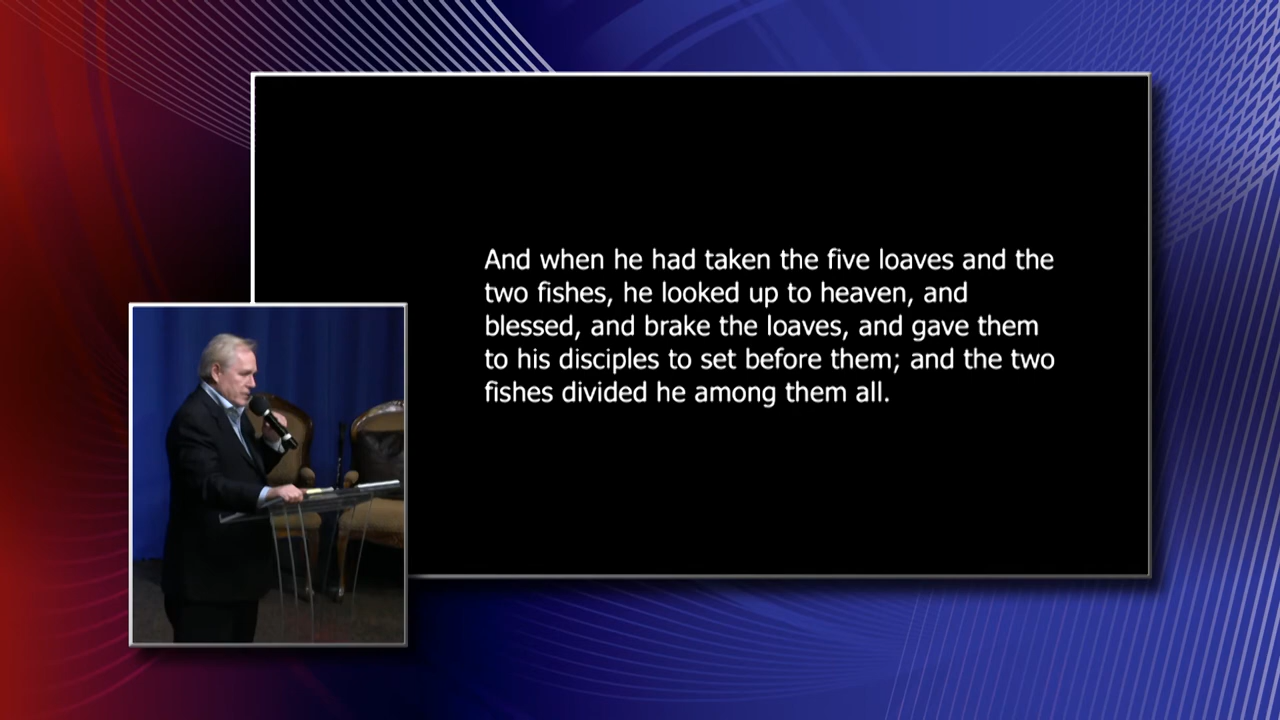 And when he had taken the five loaves and the
two fishes, he looked up to heaven, and
blessed, and brake the loaves, and gave them
to his disciples to set before them; and the two
fishes divided he among them all.